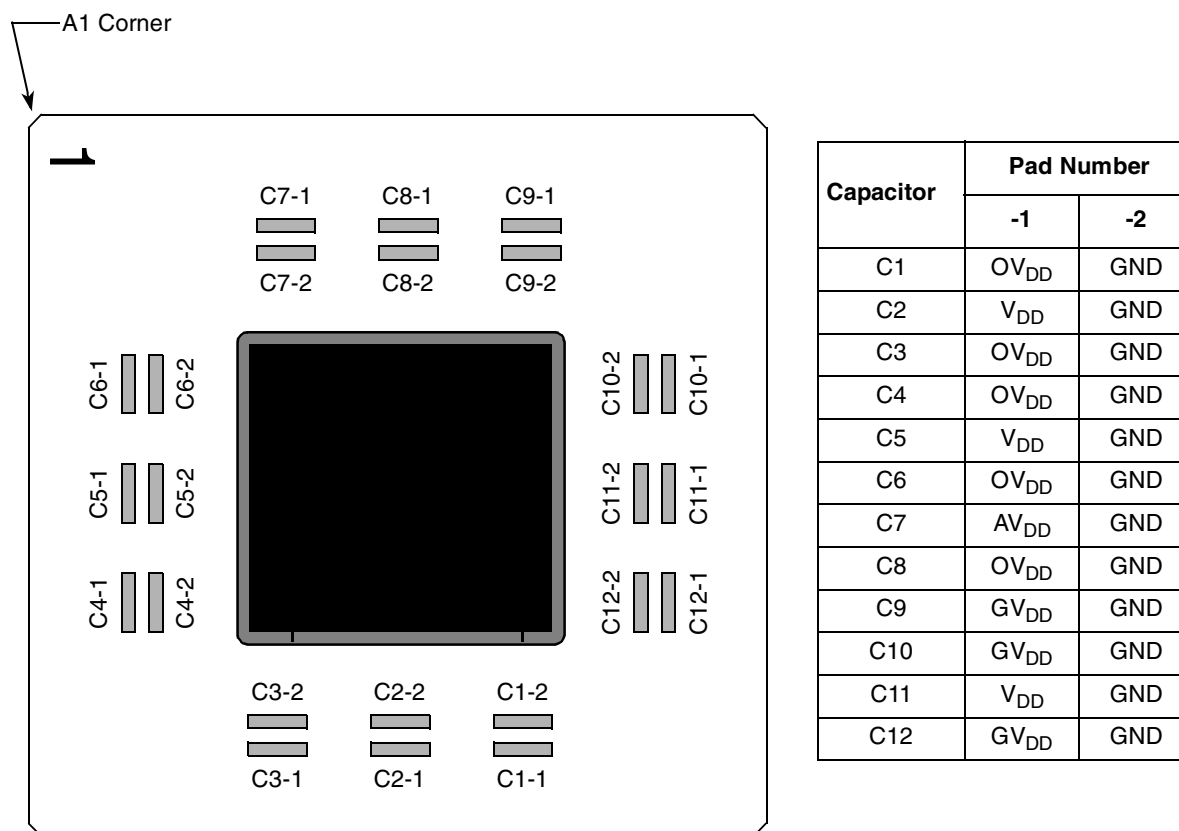 A1 Corner
1
C7-1 C8-1 C9-1
C7-2 C8-2 C9-2
C6-1 C6-2 C10-2 C10-1
C5-1 C5-2 C11-2 C11-1
C4-1 C4-2 C12-2 C12-1
C3-2 C2-2 C1-2
C3-1 C2-1 C1-1
Capacitor Pad Number
-1 -2
C1 OVDD GND
C2 VDD GND
C3 OVDD GND
C4 OVDD GND
C5 VDD GND
C6 OVDD GND
C7 AVDD GND
C8 OVDD GND
C9 GVDD GND
C10 GVDD GND
C11 VDD GND
C12 GVDD GND